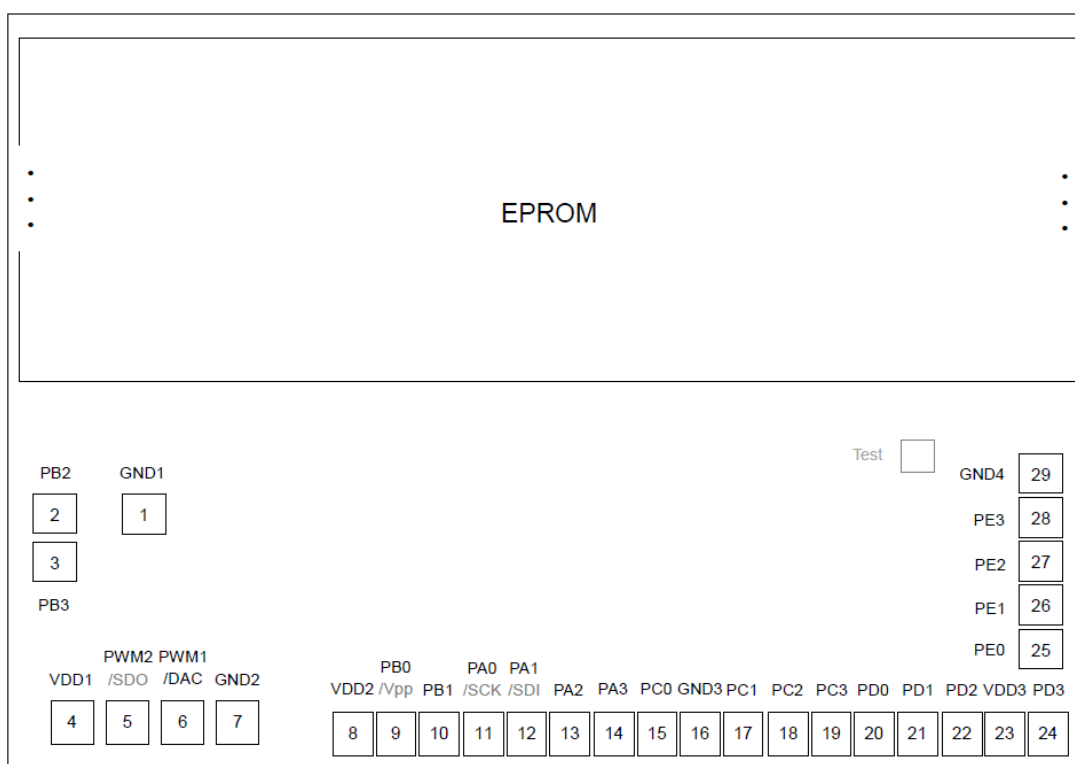 EPROM
Test
PB2 GND1 GND4 29
2 1 PE3 28
3 PE2 27
PB3 PE1 26
PE0 25
PWM2 PWM1 PB0 PA0 PA1
VDD1 /SDO /DAC GND2 VDD2 /Vpp PB1 /SCK /SDI PA2 PA3 PC0 GND3 PC1 PC2 PC3 PD0 PD1 PD2 VDD3 PD3
4 5 6 7 8 9 10 11 12 13 14 15 16 17 18 19 20 21 22 23 24